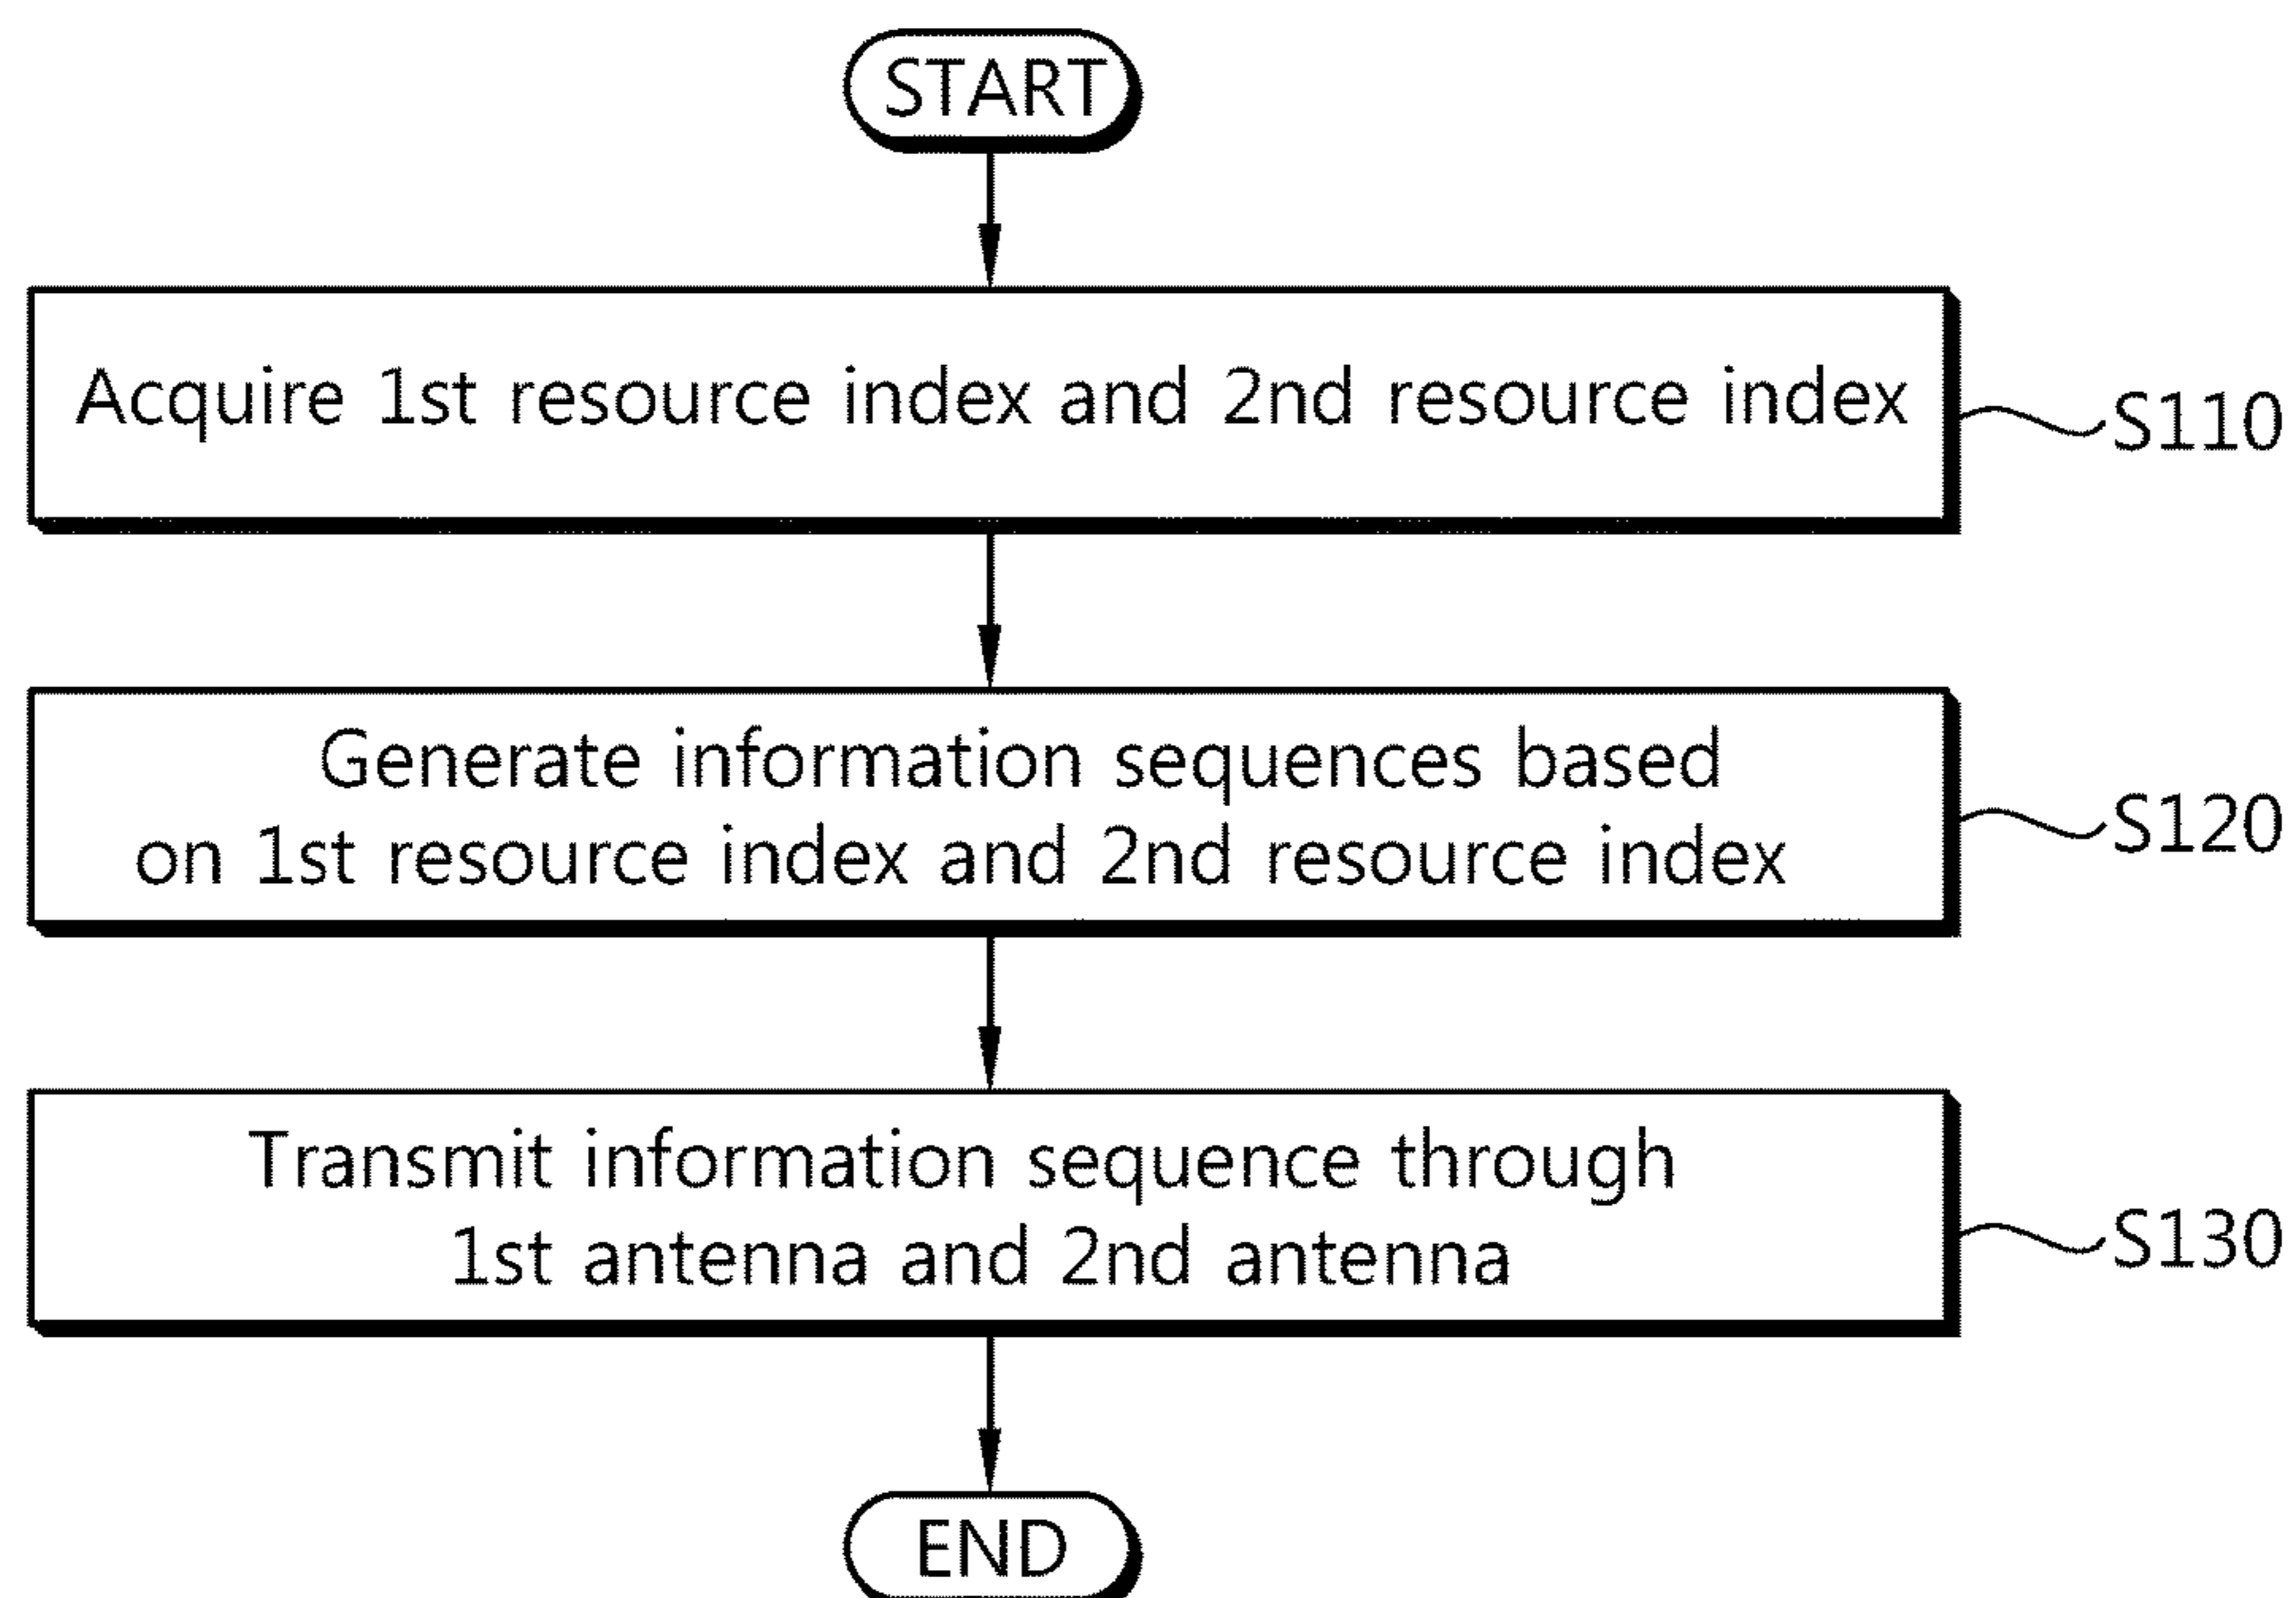 START
Acquire 1st resource index and 2nd resource index
S110
Generate information sequences based
on 1st resource index and 2nd resource index
S120
Transmit information sequence through
1st antenna and 2nd antenna
S130
END